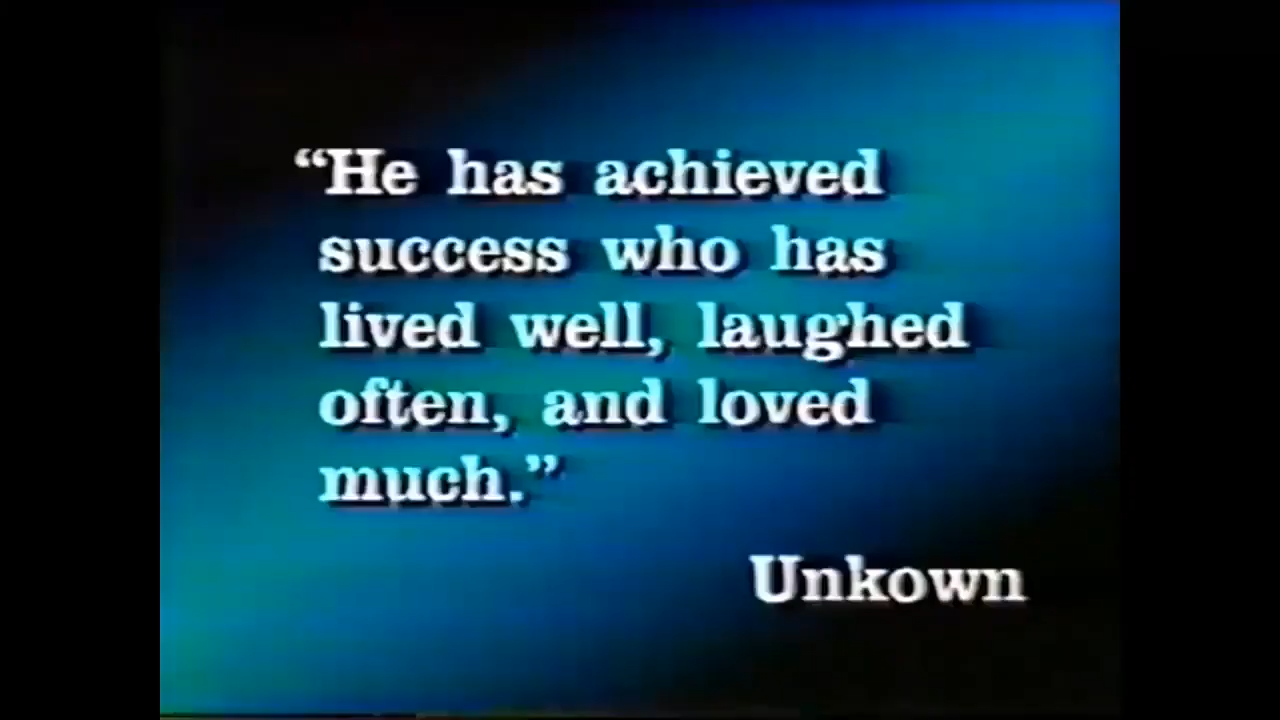 “He has achieved
success who has
lived well, laughed
often, and loved
much.”
Unkown